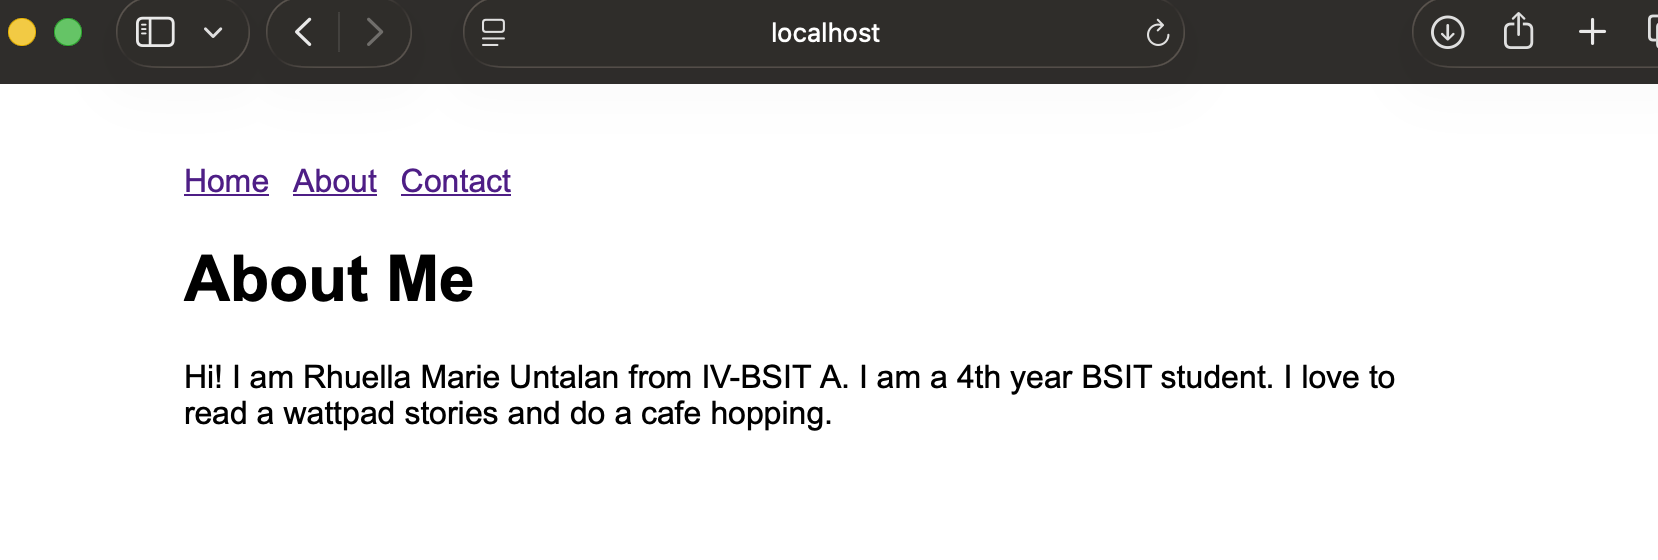 localhost
Home About Contact
About Me
Hi! I am Rhuella Marie Untalan from IV-BSIT A. I am a 4th year BSIT student. I love to
read a wattpad stories and do a cafe hopping.